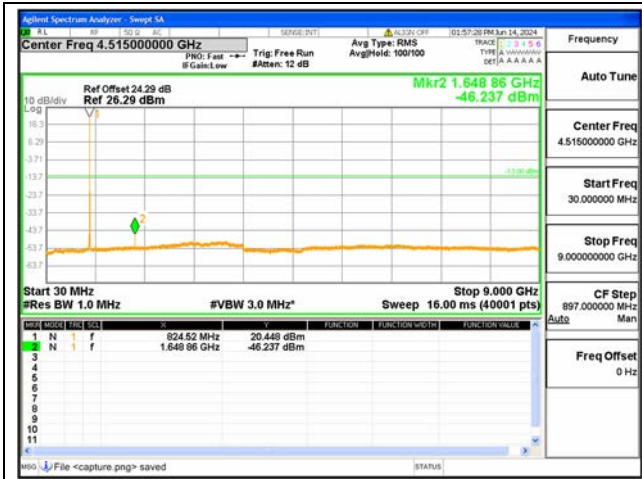 Agilent Spectrum Analyzer - Swept SA
RL RF 50 Ω AC SENSE:INT ALIGN OFF 01:57:28 PM Jun 14, 2024
Center Freq 4.515000000 GHz
PNO: Fast
IFGain:Low
Trig: Free Run
#Atten: 12 dB
Avg Type: RMS
Avg|Hold: 100/100
TRACE 1 2 3 4 5 6
TYPE A
DET A A A A A A
Frequency
Auto Tune
Ref Offset 24.29 dB
Ref 26.29 dBm
Mkr2 1.648 86 GHz
-46.237 dBm
10 dB/div
Log
16.3
6.29
-3.71
-13.7
-23.7
-33.7
-43.7
-53.7
-63.7
1
2
-13.00 dBm
Center Freq
4.515000000 GHz
Start Freq
30.000000 MHz
Stop Freq
9.000000000 GHz
CF Step
897.000000 MHz
Auto Man
Freq Offset
0 Hz
Start 30 MHz
Stop 9.000 GHz
#Res BW 1.0 MHz
#VBW 3.0 MHz*
Sweep 16.00 ms (40001 pts)
MKR MODE TRC SCL X Y FUNCTION FUNCTION WIDTH FUNCTION VALUE
1 N 1 f 824.52 MHz 20.448 dBm
2 N 1 f 1.648 86 GHz -46.237 dBm
3
4
5
6
7
8
9
10
11
MSG File <capture.png> saved
STATUS